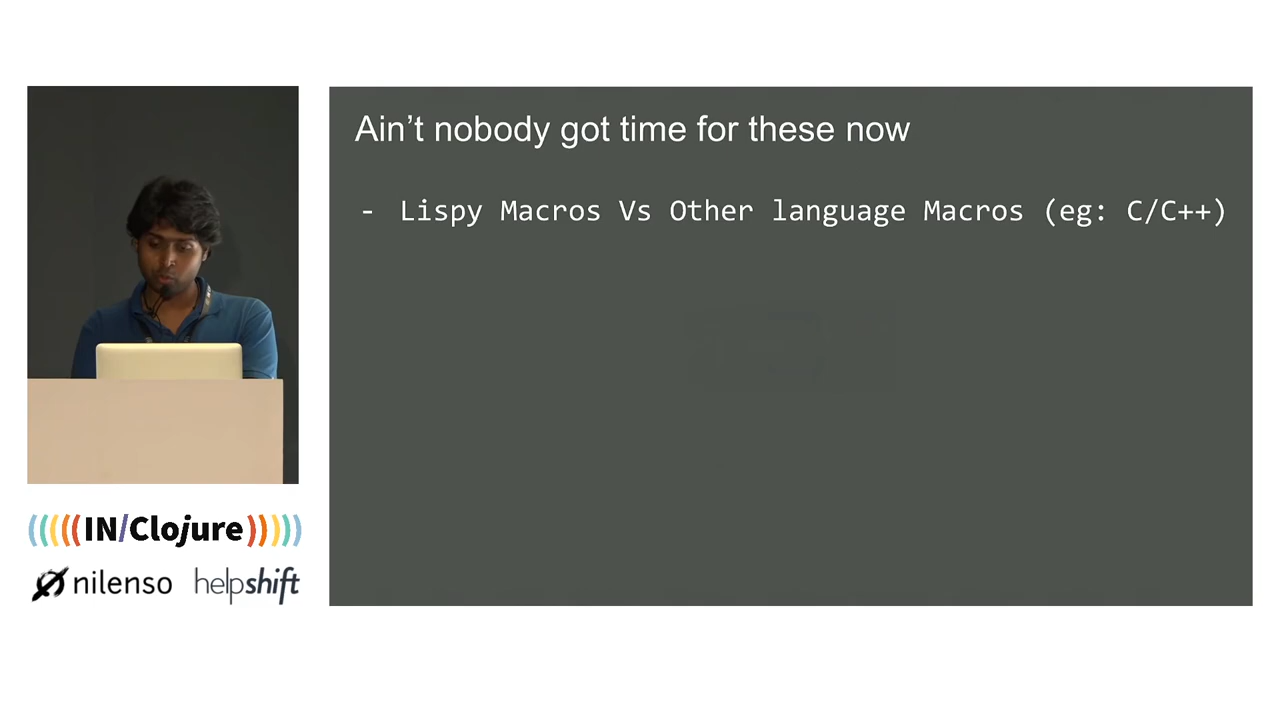 Ain't nobody got time for these now
- Lispy Macros Vs Other language Macros (eg: C/C++)
(((((IN/Clojure)))))
nilenso helpshift